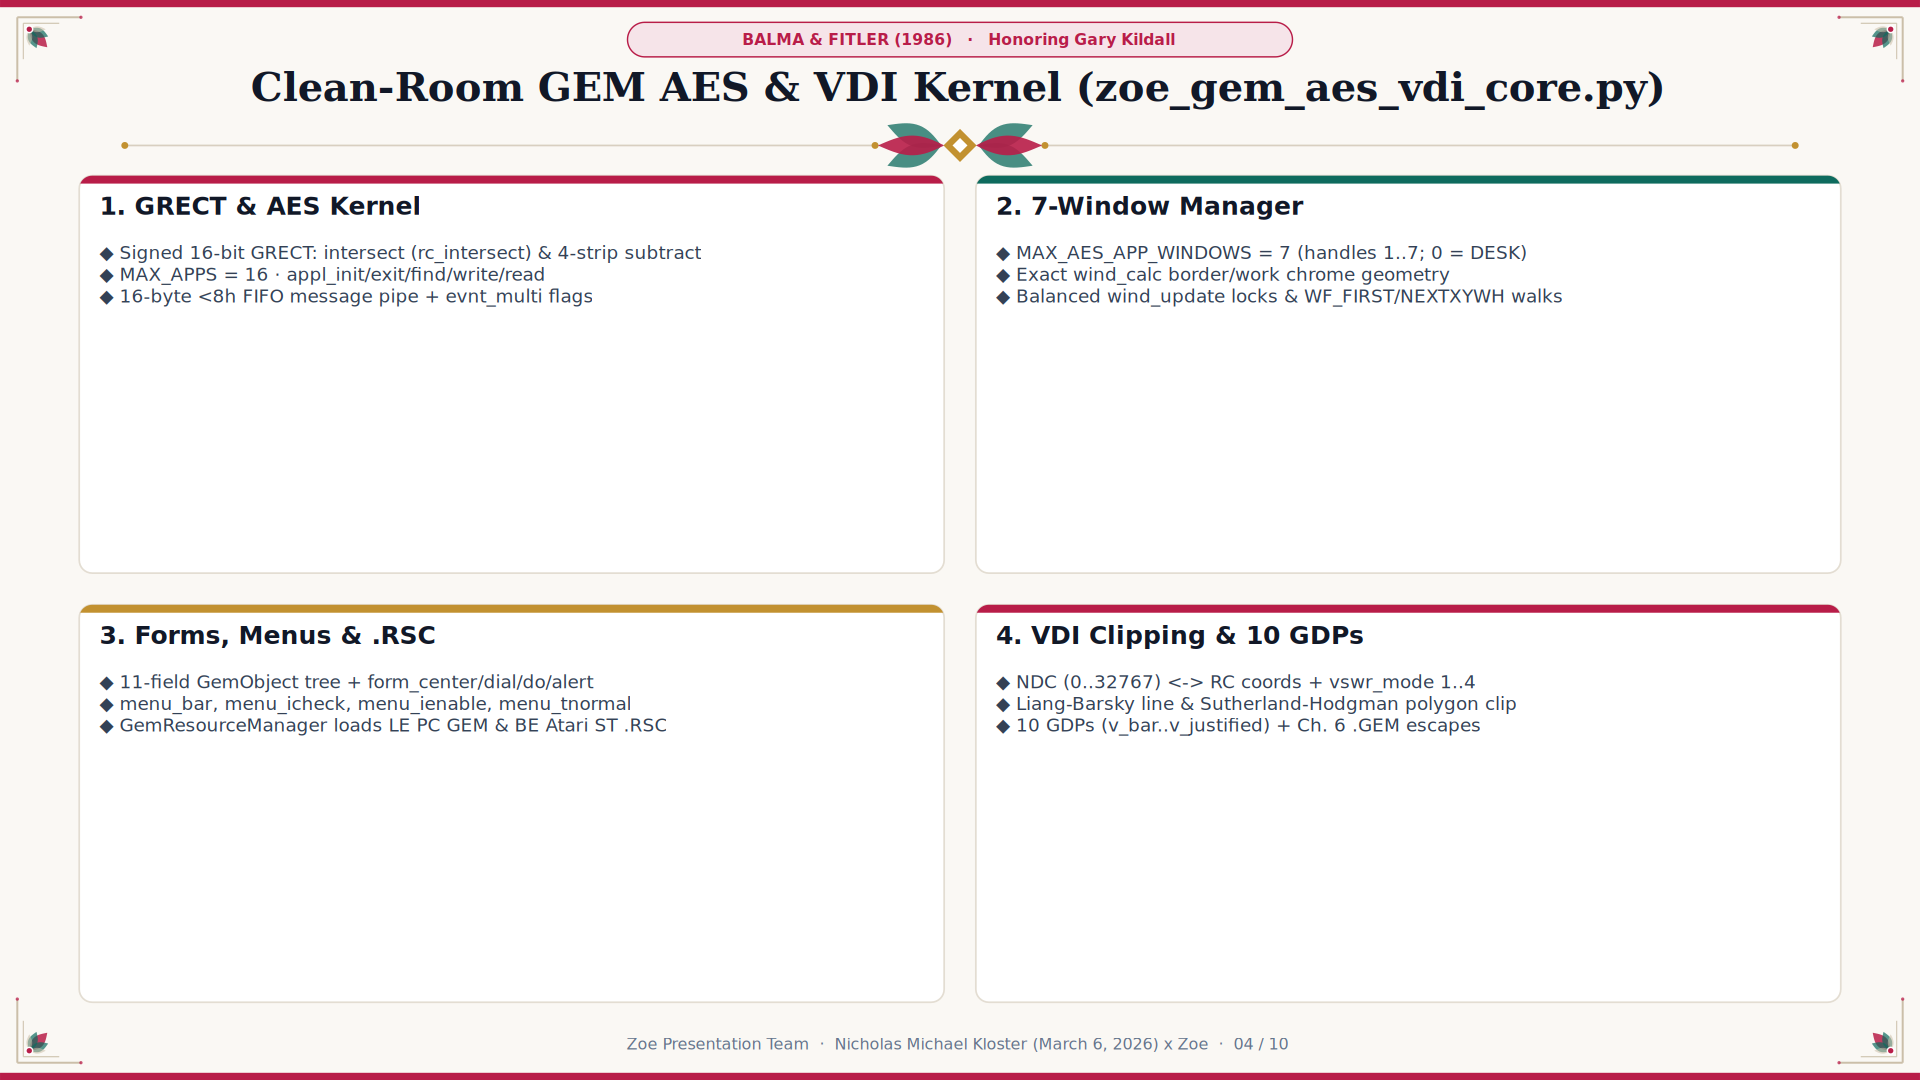 BALMA & FITLER (1986) · Honoring Gary Kildall
Clean-Room GEM AES & VDI Kernel (zoe_gem_aes_vdi_core.py)
1. GRECT & AES Kernel
◆ Signed 16-bit GRECT: intersect (rc_intersect) & 4-strip subtract
◆ MAX_APPS = 16 · appl_init/exit/find/write/read
◆ 16-byte <8h FIFO message pipe + evnt_multi flags
2. 7-Window Manager
◆ MAX_AES_APP_WINDOWS = 7 (handles 1..7; 0 = DESK)
◆ Exact wind_calc border/work chrome geometry
◆ Balanced wind_update locks & WF_FIRST/NEXTXYWH walks
3. Forms, Menus & .RSC
◆ 11-field GemObject tree + form_center/dial/do/alert
◆ menu_bar, menu_icheck, menu_ienable, menu_tnormal
◆ GemResourceManager loads LE PC GEM & BE Atari ST .RSC
4. VDI Clipping & 10 GDPs
◆ NDC (0..32767) <-> RC coords + vswr_mode 1..4
◆ Liang-Barsky line & Sutherland-Hodgman polygon clip
◆ 10 GDPs (v_bar..v_justified) + Ch. 6 .GEM escapes
Zoe Presentation Team · Nicholas Michael Kloster (March 6, 2026) x Zoe · 04 / 10